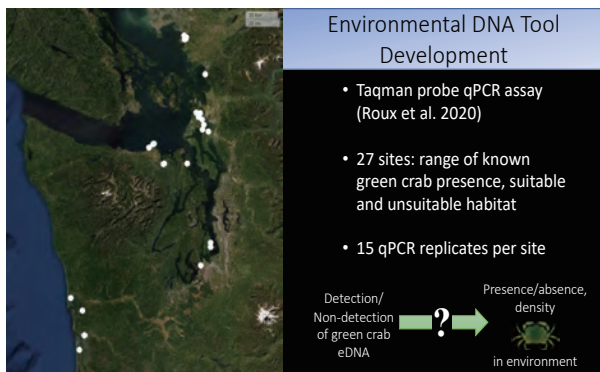 Environmental DNA Tool
Development
• Taqman probe qPCR assay
(Roux et al. 2020)
• 27 sites: range of known
green crab presence, suitable
and unsuitable habitat
• 15 qPCR replicates per site
Detection/
Non-detection
of green crab
eDNA
?
Presence/absence,
density
in environment